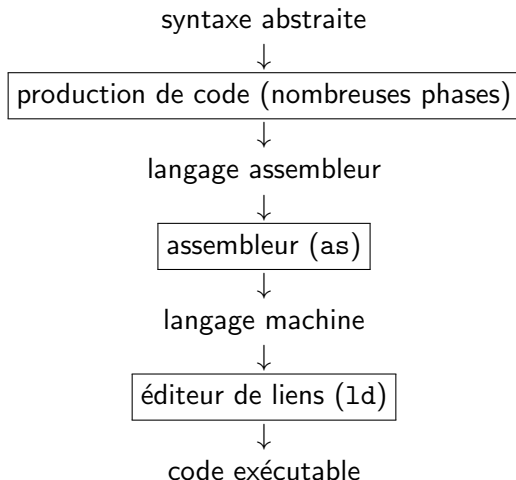 syntaxe abstraite
↓
production de code (nombreuses phases)
↓
langage assembleur
↓
assembleur (as)
↓
langage machine
↓
éditeur de liens (ld)
↓
code exécutable